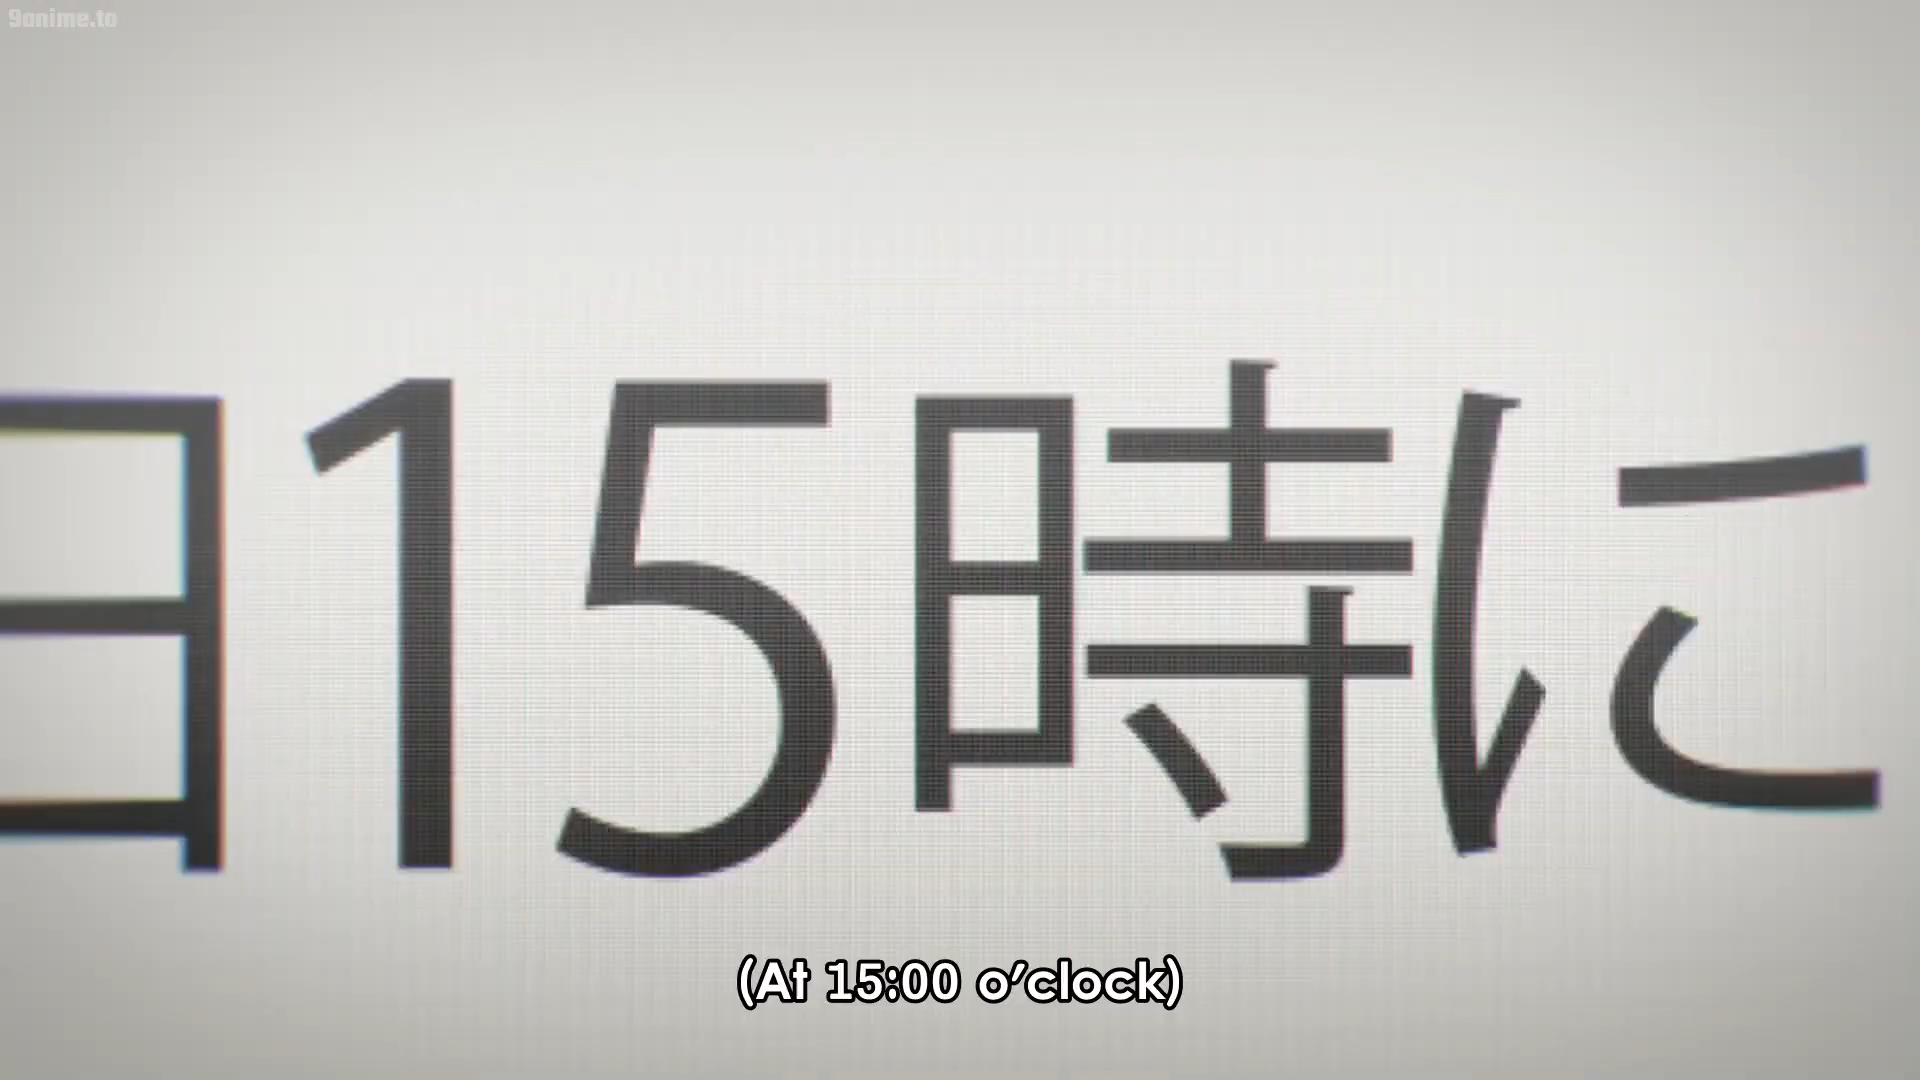 9anime.to
日15時に
(At 15:00 o'clock)